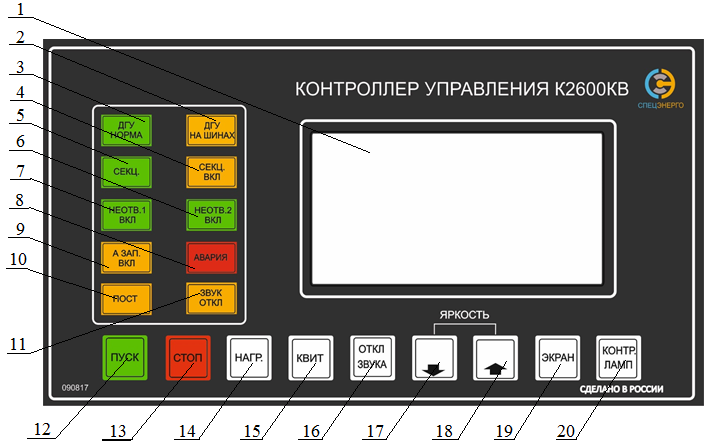 1
2
3
4
5
6
7
8
9
10
11
КОНТРОЛЛЕР УПРАВЛЕНИЯ К2600КВ
СПЕЦЭНЕРГО
ДГУ
НОРМА
ДГУ
НА ШИНАХ
СЕКЦ.
СЕКЦ.
ВКЛ
НЕОТВ.1
ВКЛ
НЕОТВ.2
ВКЛ
А ЗАП.
ВКЛ
АВАРИЯ
ПОСТ
ЗВУК
ОТКЛ
ЯРКОСТЬ
ПУСК
СТОП
НАГР.
КВИТ
ОТКЛ
ЗВУКА
ЭКРАН
КОНТР.
ЛАМП
090817
СДЕЛАНО В РОССИИ
12
13
14
15
16
17
18
19
20